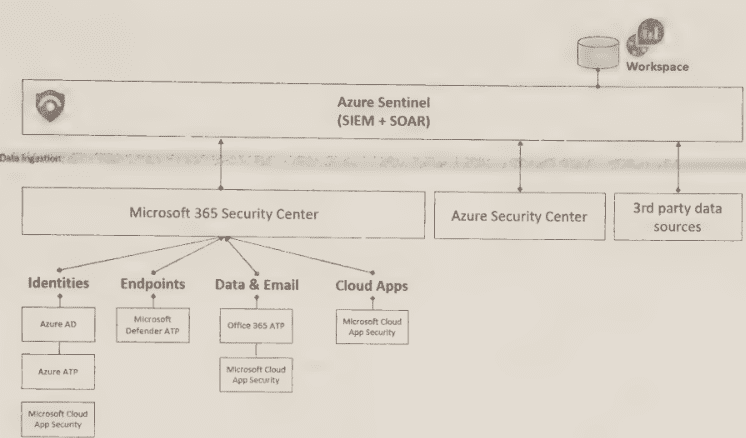 Workspace
Azure Sentinel
(SIEM + SOAR)
Data Ingestion
Microsoft 365 Security Center
Azure Security Center
3rd party data
sources
Identities
Endpoints
Data & Email
Cloud Apps
Azure AD
Microsoft
Defender ATP
Office 365 ATP
Microsoft Cloud
App Security
Azure ATP
Microsoft Cloud
App Security
Microsoft Cloud
App Security